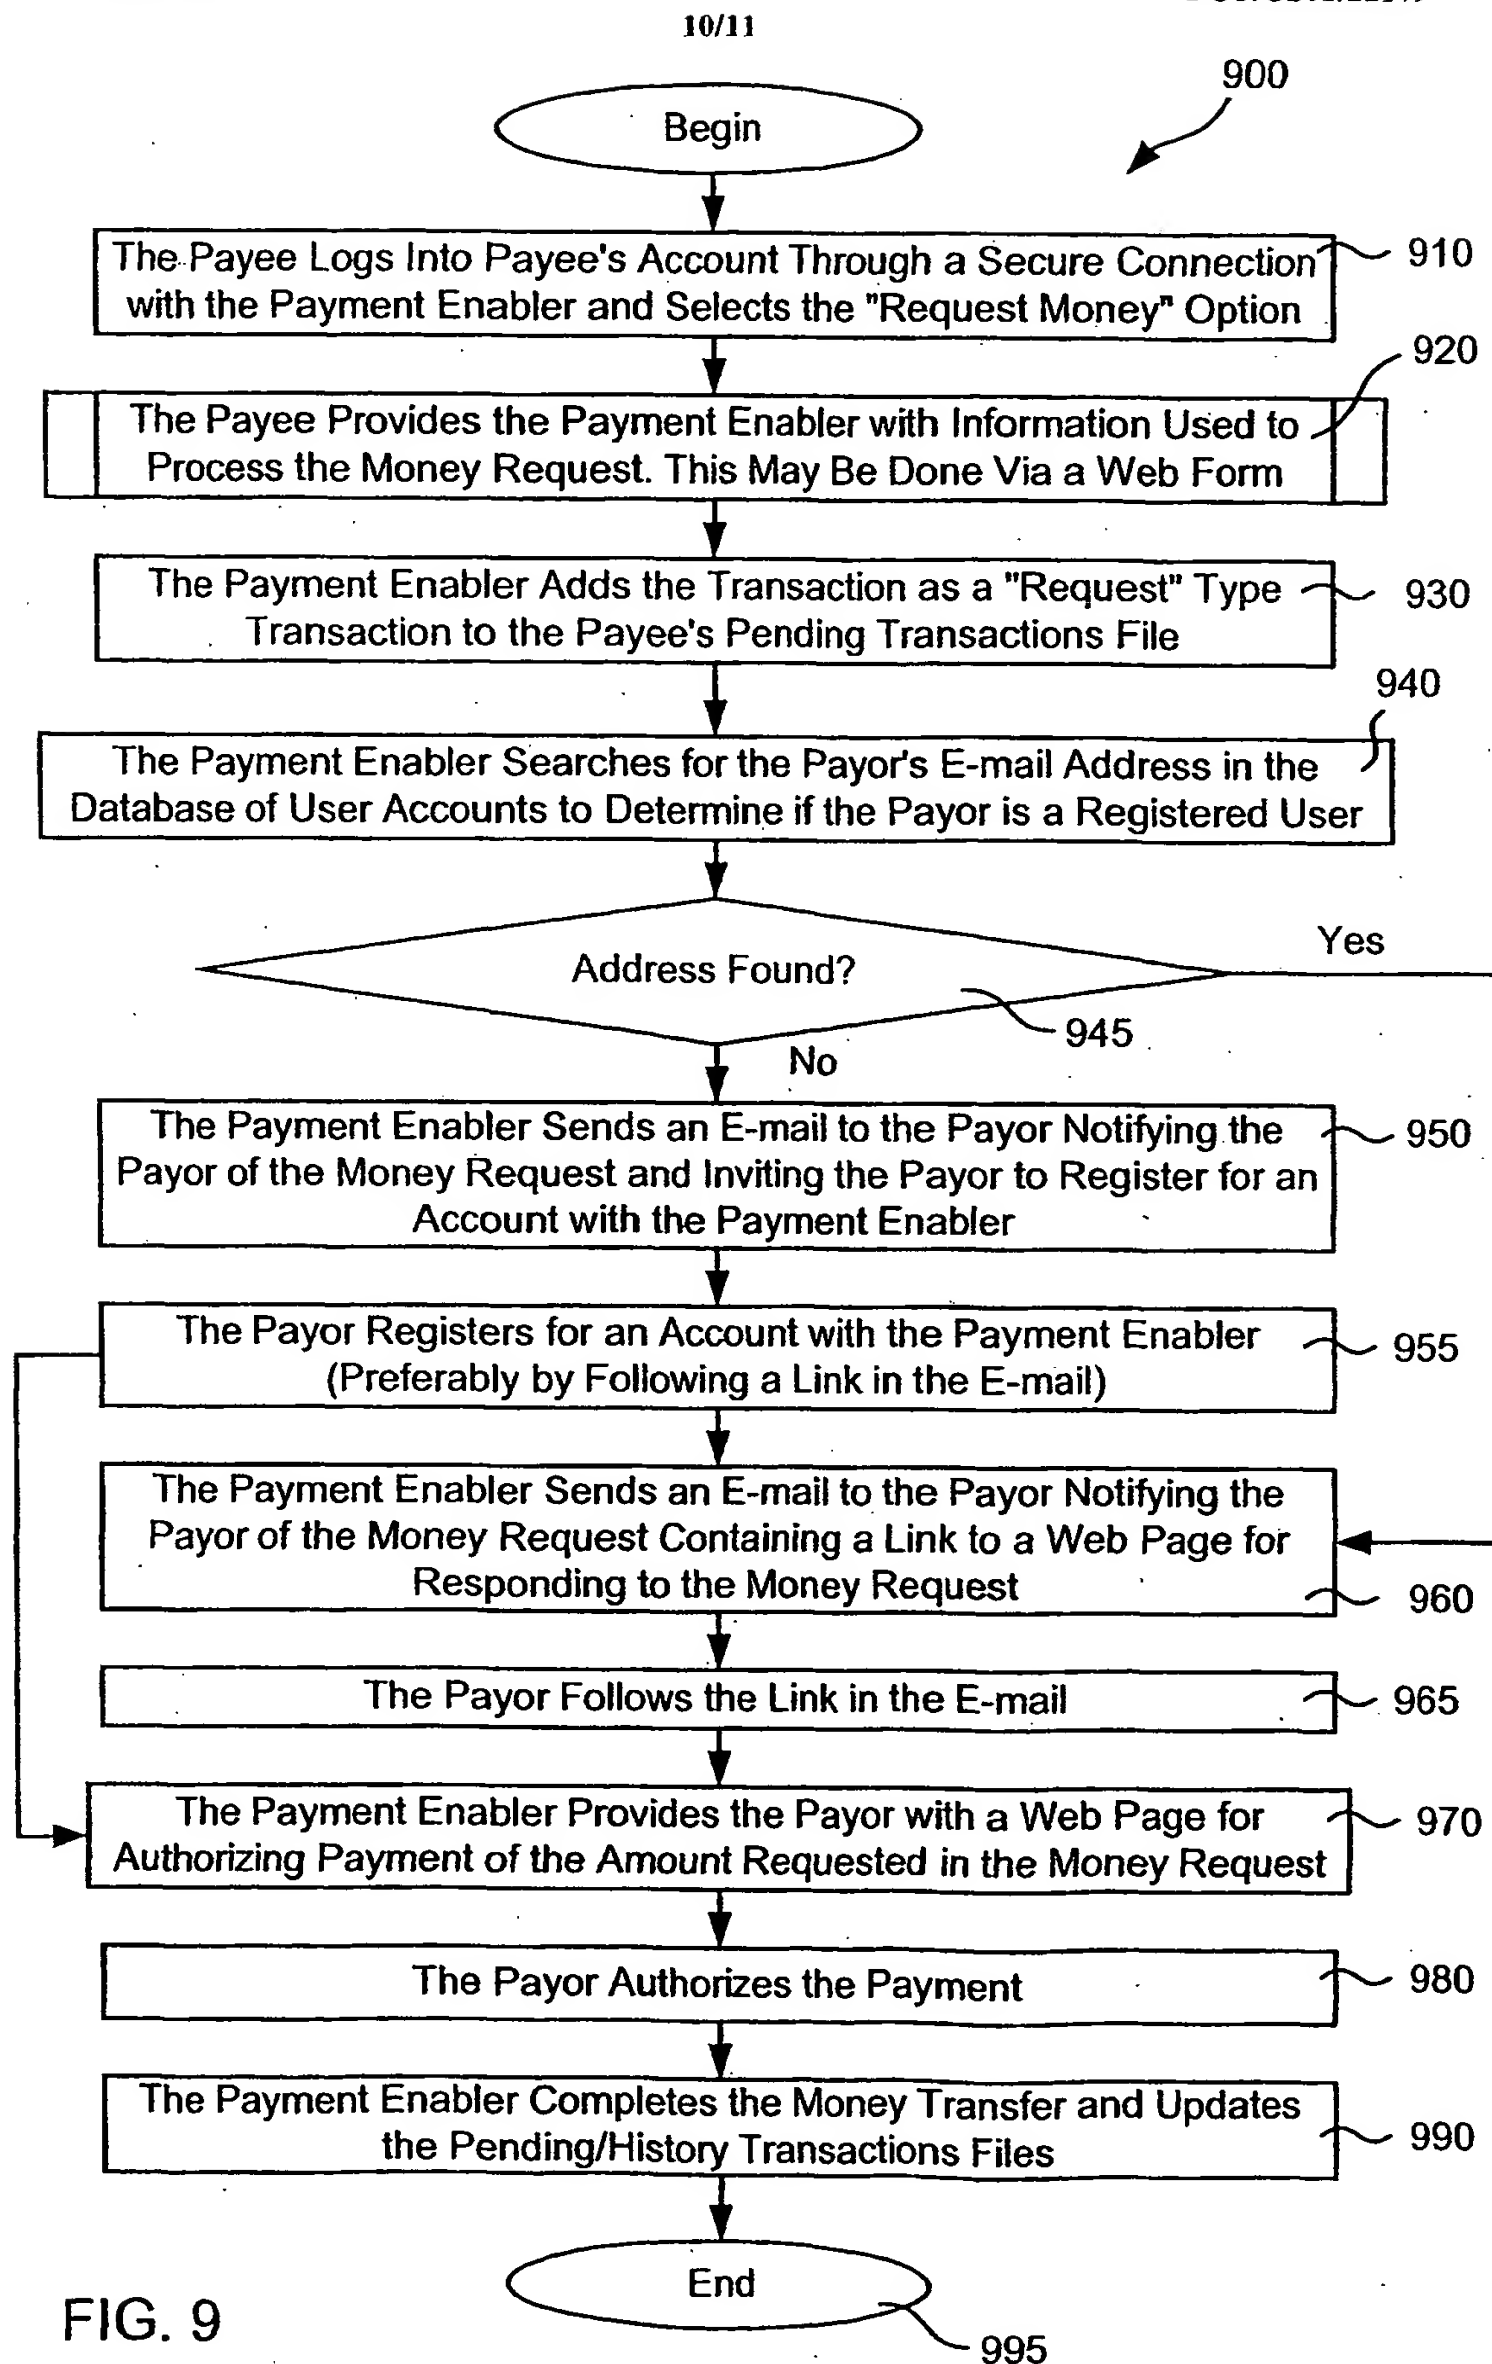 10/11
900
Begin
The Payee Logs Into Payee's Account Through a Secure Connection
with the Payment Enabler and Selects the "Request Money" Option
910
920
The Payee Provides the Payment Enabler with Information Used to
Process the Money Request. This May Be Done Via a Web Form
The Payment Enabler Adds the Transaction as a "Request" Type
Transaction to the Payee's Pending Transactions File
930
940
The Payment Enabler Searches for the Payor's E-mail Address in the
Database of User Accounts to Determine if the Payor is a Registered User
Address Found?
Yes
945
No
The Payment Enabler Sends an E-mail to the Payor Notifying the
Payor of the Money Request and Inviting the Payor to Register for an
Account with the Payment Enabler
950
The Payor Registers for an Account with the Payment Enabler
(Preferably by Following a Link in the E-mail)
955
The Payment Enabler Sends an E-mail to the Payor Notifying the
Payor of the Money Request Containing a Link to a Web Page for
Responding to the Money Request
960
The Payor Follows the Link in the E-mail
965
The Payment Enabler Provides the Payor with a Web Page for
Authorizing Payment of the Amount Requested in the Money Request
970
The Payor Authorizes the Payment
980
The Payment Enabler Completes the Money Transfer and Updates
the Pending/History Transactions Files
990
End
995
FIG. 9